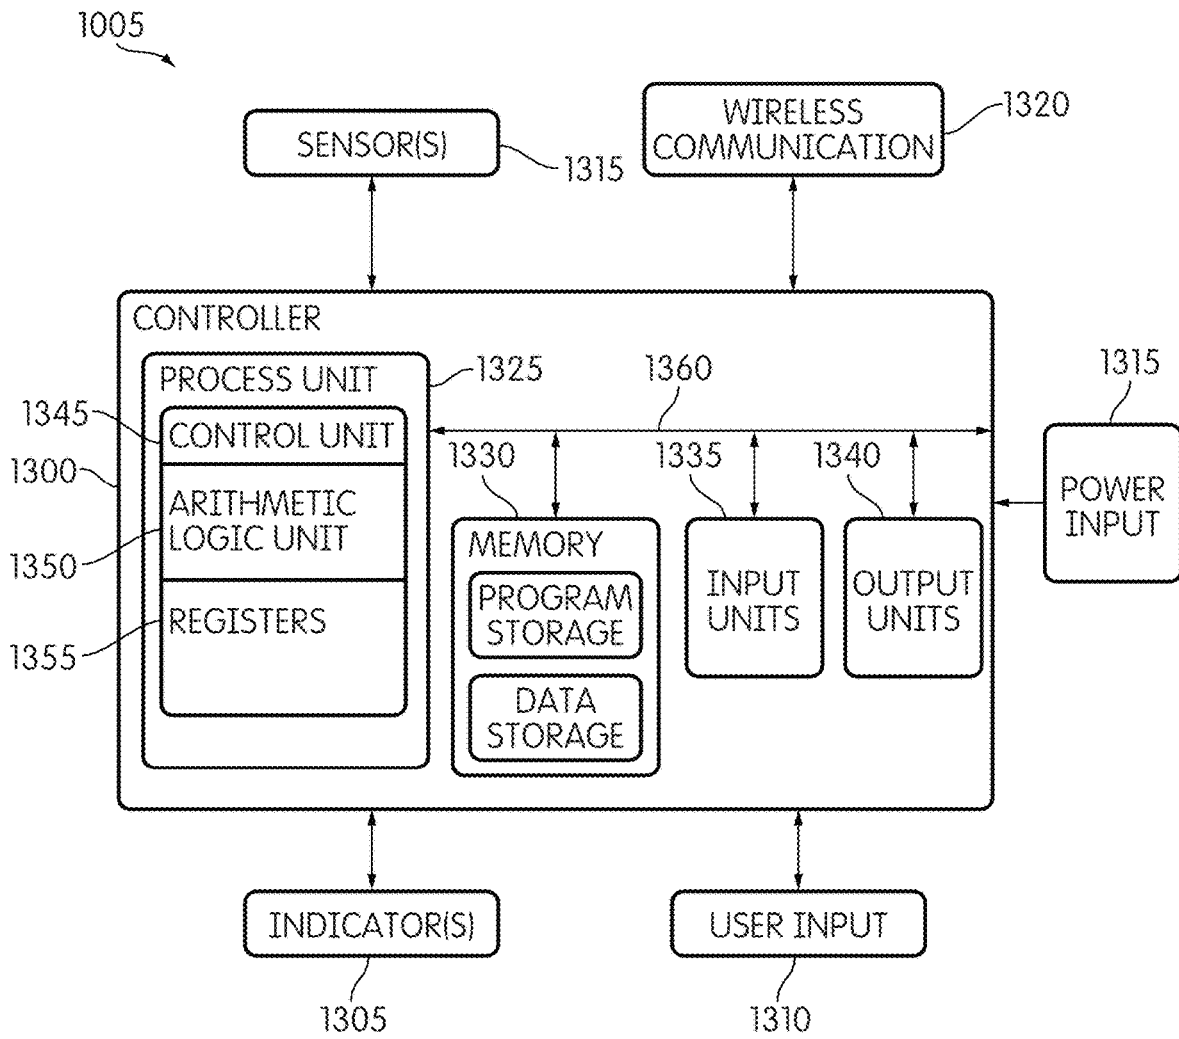 1005
SENSOR(S)
1315
WIRELESS
COMMUNICATION
1320
CONTROLLER
PROCESS UNIT
1325
1360
1315
1345
CONTROL UNIT
1300
1330
1335
1340
POWER
INPUT
ARITHMETIC
LOGIC UNIT
1350
MEMORY
PROGRAM
STORAGE
INPUT
UNITS
OUTPUT
UNITS
REGISTERS
1355
DATA
STORAGE
INDICATOR(S)
USER INPUT
1305
1310